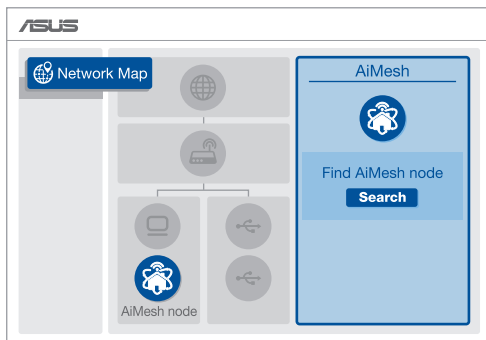 ASUS
Network Map
AiMesh
Find AiMesh node
Search
AiMesh node